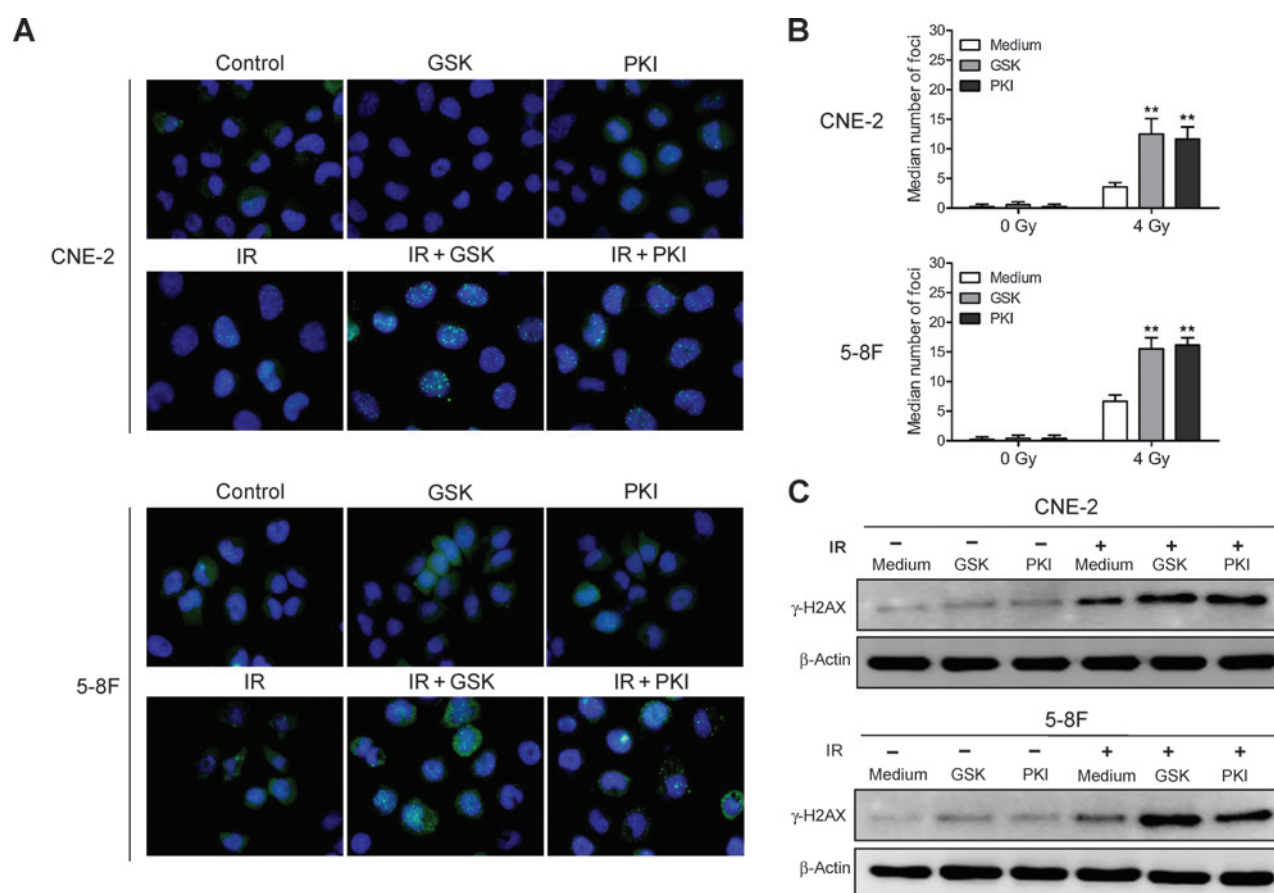 A
Control GSK PKI
CNE-2
IR IR + GSK IR + PKI
Control GSK PKI
5-8F
IR IR + GSK IR + PKI
B
CNE-2
Median number of foci
30
25
20
15
10
5
0
Medium
GSK
PKI
** **
0 Gy 4 Gy
5-8F
Median number of foci
30
25
20
15
10
5
0
Medium
GSK
PKI
** **
0 Gy 4 Gy
C
CNE-2
IR – – – + + +
Medium GSK PKI Medium GSK PKI
γ-H2AX
β-Actin
5-8F
IR – – – + + +
Medium GSK PKI Medium GSK PKI
γ-H2AX
β-Actin